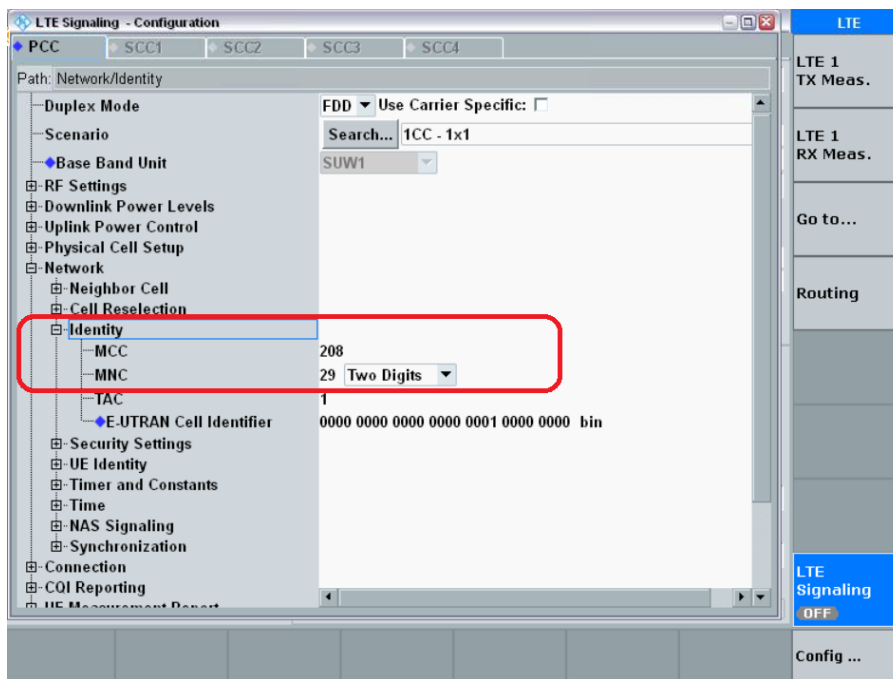 LTE Signaling - Configuration
LTE
PCC SCC1 SCC2 SCC3 SCC4
Path: Network/Identity
LTE 1
TX Meas.
Duplex Mode FDD Use Carrier Specific:
Scenario Search... 1CC - 1x1
LTE 1
RX Meas.
Base Band Unit SUW1
RF Settings
Downlink Power Levels
Uplink Power Control
Go to...
Physical Cell Setup
Network
Neighbor Cell
Routing
Cell Reselection
Identity
MCC 208
MNC 29 Two Digits
TAC 1
E-UTRAN Cell Identifier 0000 0000 0000 0000 0001 0000 0000 bin
Security Settings
UE Identity
Timer and Constants
Time
NAS Signaling
Synchronization
Connection
CQI Reporting
UE Measurement Report
LTE
Signaling
OFF
Config ...